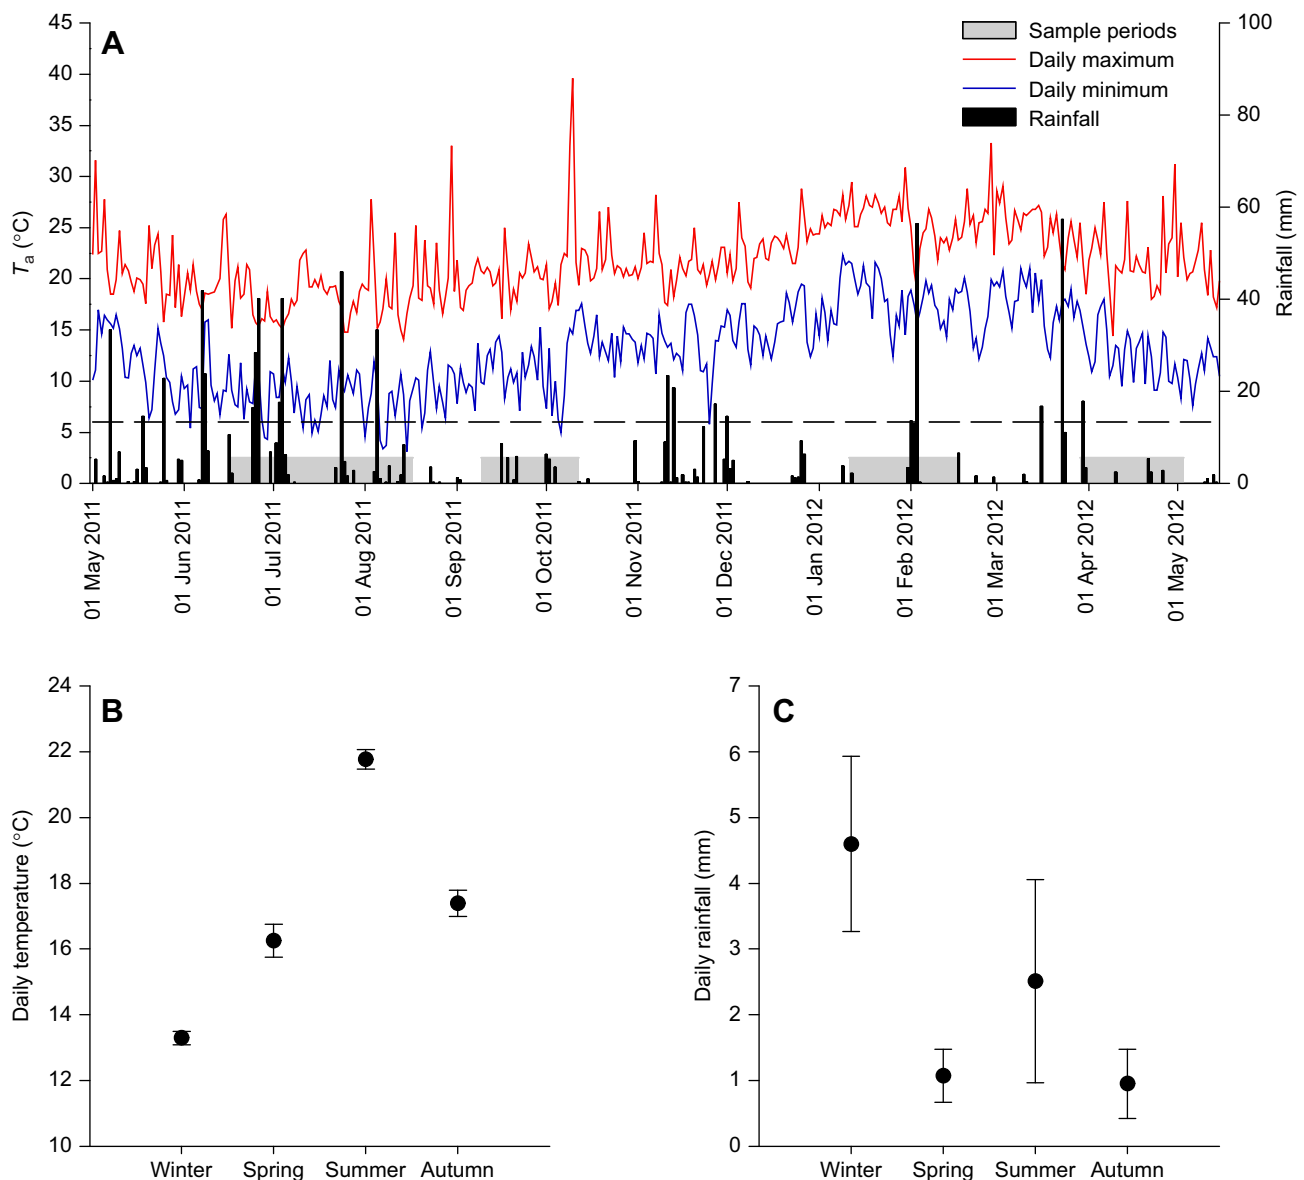 A
45
40
35
30
25
20
15
10
5
0
Ta (°C)
100
80
60
40
20
0
Rainfall (mm)
Sample periods
Daily maximum
Daily minimum
Rainfall
01 May 2011
01 Jun 2011
01 Jul 2011
01 Aug 2011
01 Sep 2011
01 Oct 2011
01 Nov 2011
01 Dec 2011
01 Jan 2012
01 Feb 2012
01 Mar 2012
01 Apr 2012
01 May 2012
B
24
22
20
18
16
14
12
10
Daily temperature (°C)
Winter Spring Summer Autumn
C
7
6
5
4
3
2
1
0
Daily rainfall (mm)
Winter Spring Summer Autumn